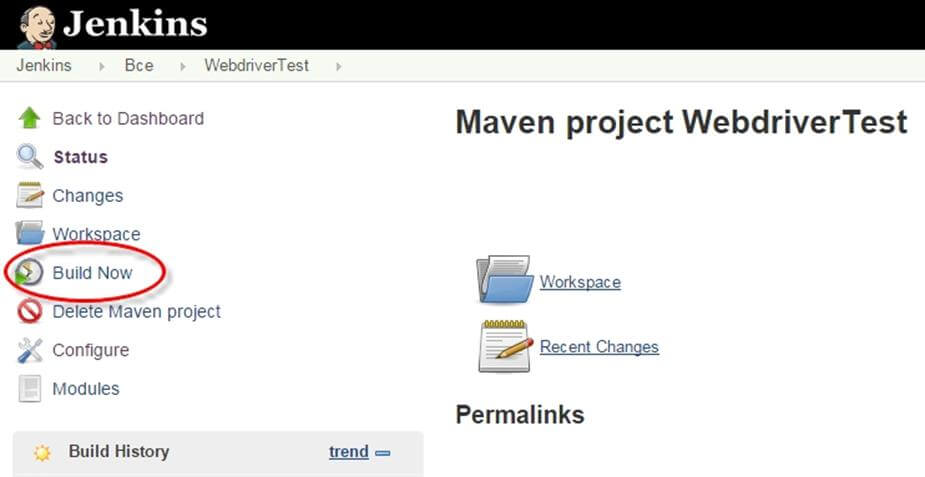 Jenkins
Jenkins Все WebdriverTest
Back to Dashboard
Status
Changes
Workspace
Build Now
Delete Maven project
Configure
Modules
Build History trend
Maven project WebdriverTest
Workspace
Recent Changes
Permalinks